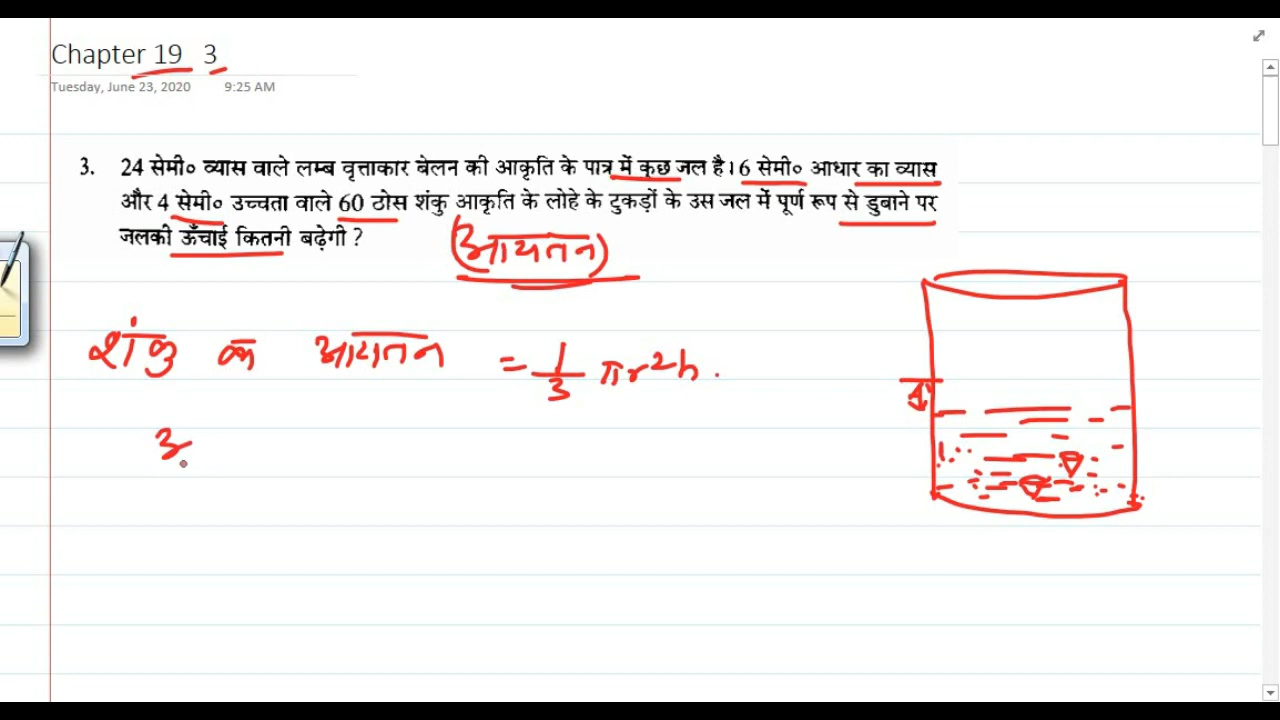 Chapter 19 3
Tuesday, June 23, 2020 9:25 AM
3. 24 सेमी० व्यास वाले लम्ब वृत्ताकार बेलन की आकृति के पात्र में कुछ जल है। 6 सेमी० आधार का व्यास
और 4 सेमी० उच्चता वाले 60 ठोस शंकु आकृति के लोहे के टुकड़ों के उस जल में पूर्ण रूप से डुबाने पर
जलकी ऊँचाई कितनी बढ़ेगी ?
(आयतन)
शंकु का आयतन = 1/3 πr²h.
3